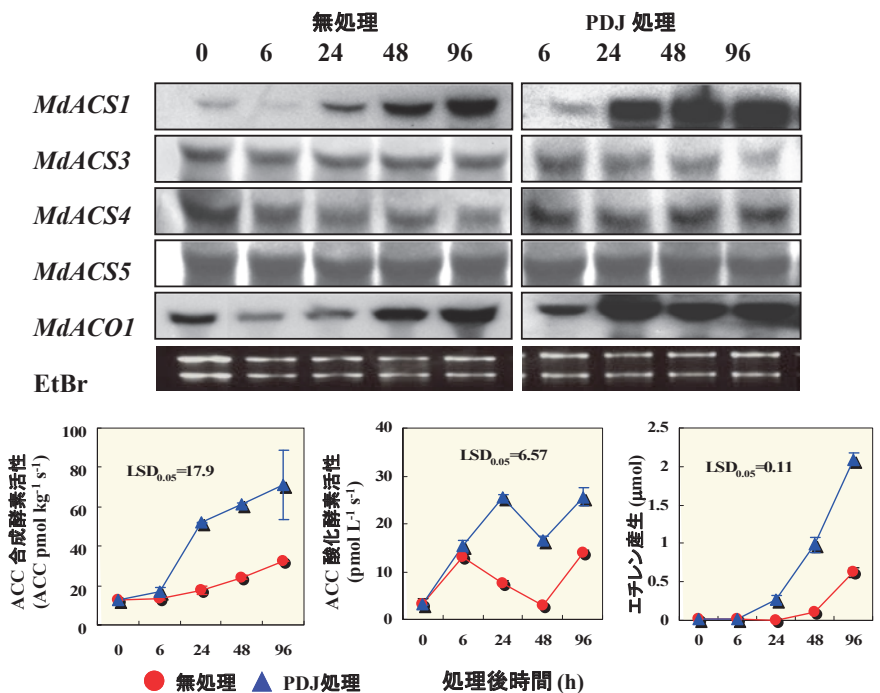 無処理 PDJ 処理
0 6 24 48 96 6 24 48 96
MdACS1
MdACS3
MdACS4
MdACS5
MdACO1
EtBr
ACC 合成酵素活性
(ACC pmol kg⁻¹ s⁻¹)
100
80
60
40
20
0
LSD0.05=17.9
0 6 24 48 96
ACC 酸化酵素活性
(pmol L⁻¹ s⁻¹)
40
30
20
10
0
LSD0.05=6.57
0 6 24 48 96
エチレン産生 (μmol)
2.5
2
1.5
1
0.5
0
LSD0.05=0.11
0 6 24 48 96
無処理 PDJ処理 処理後時間 (h)